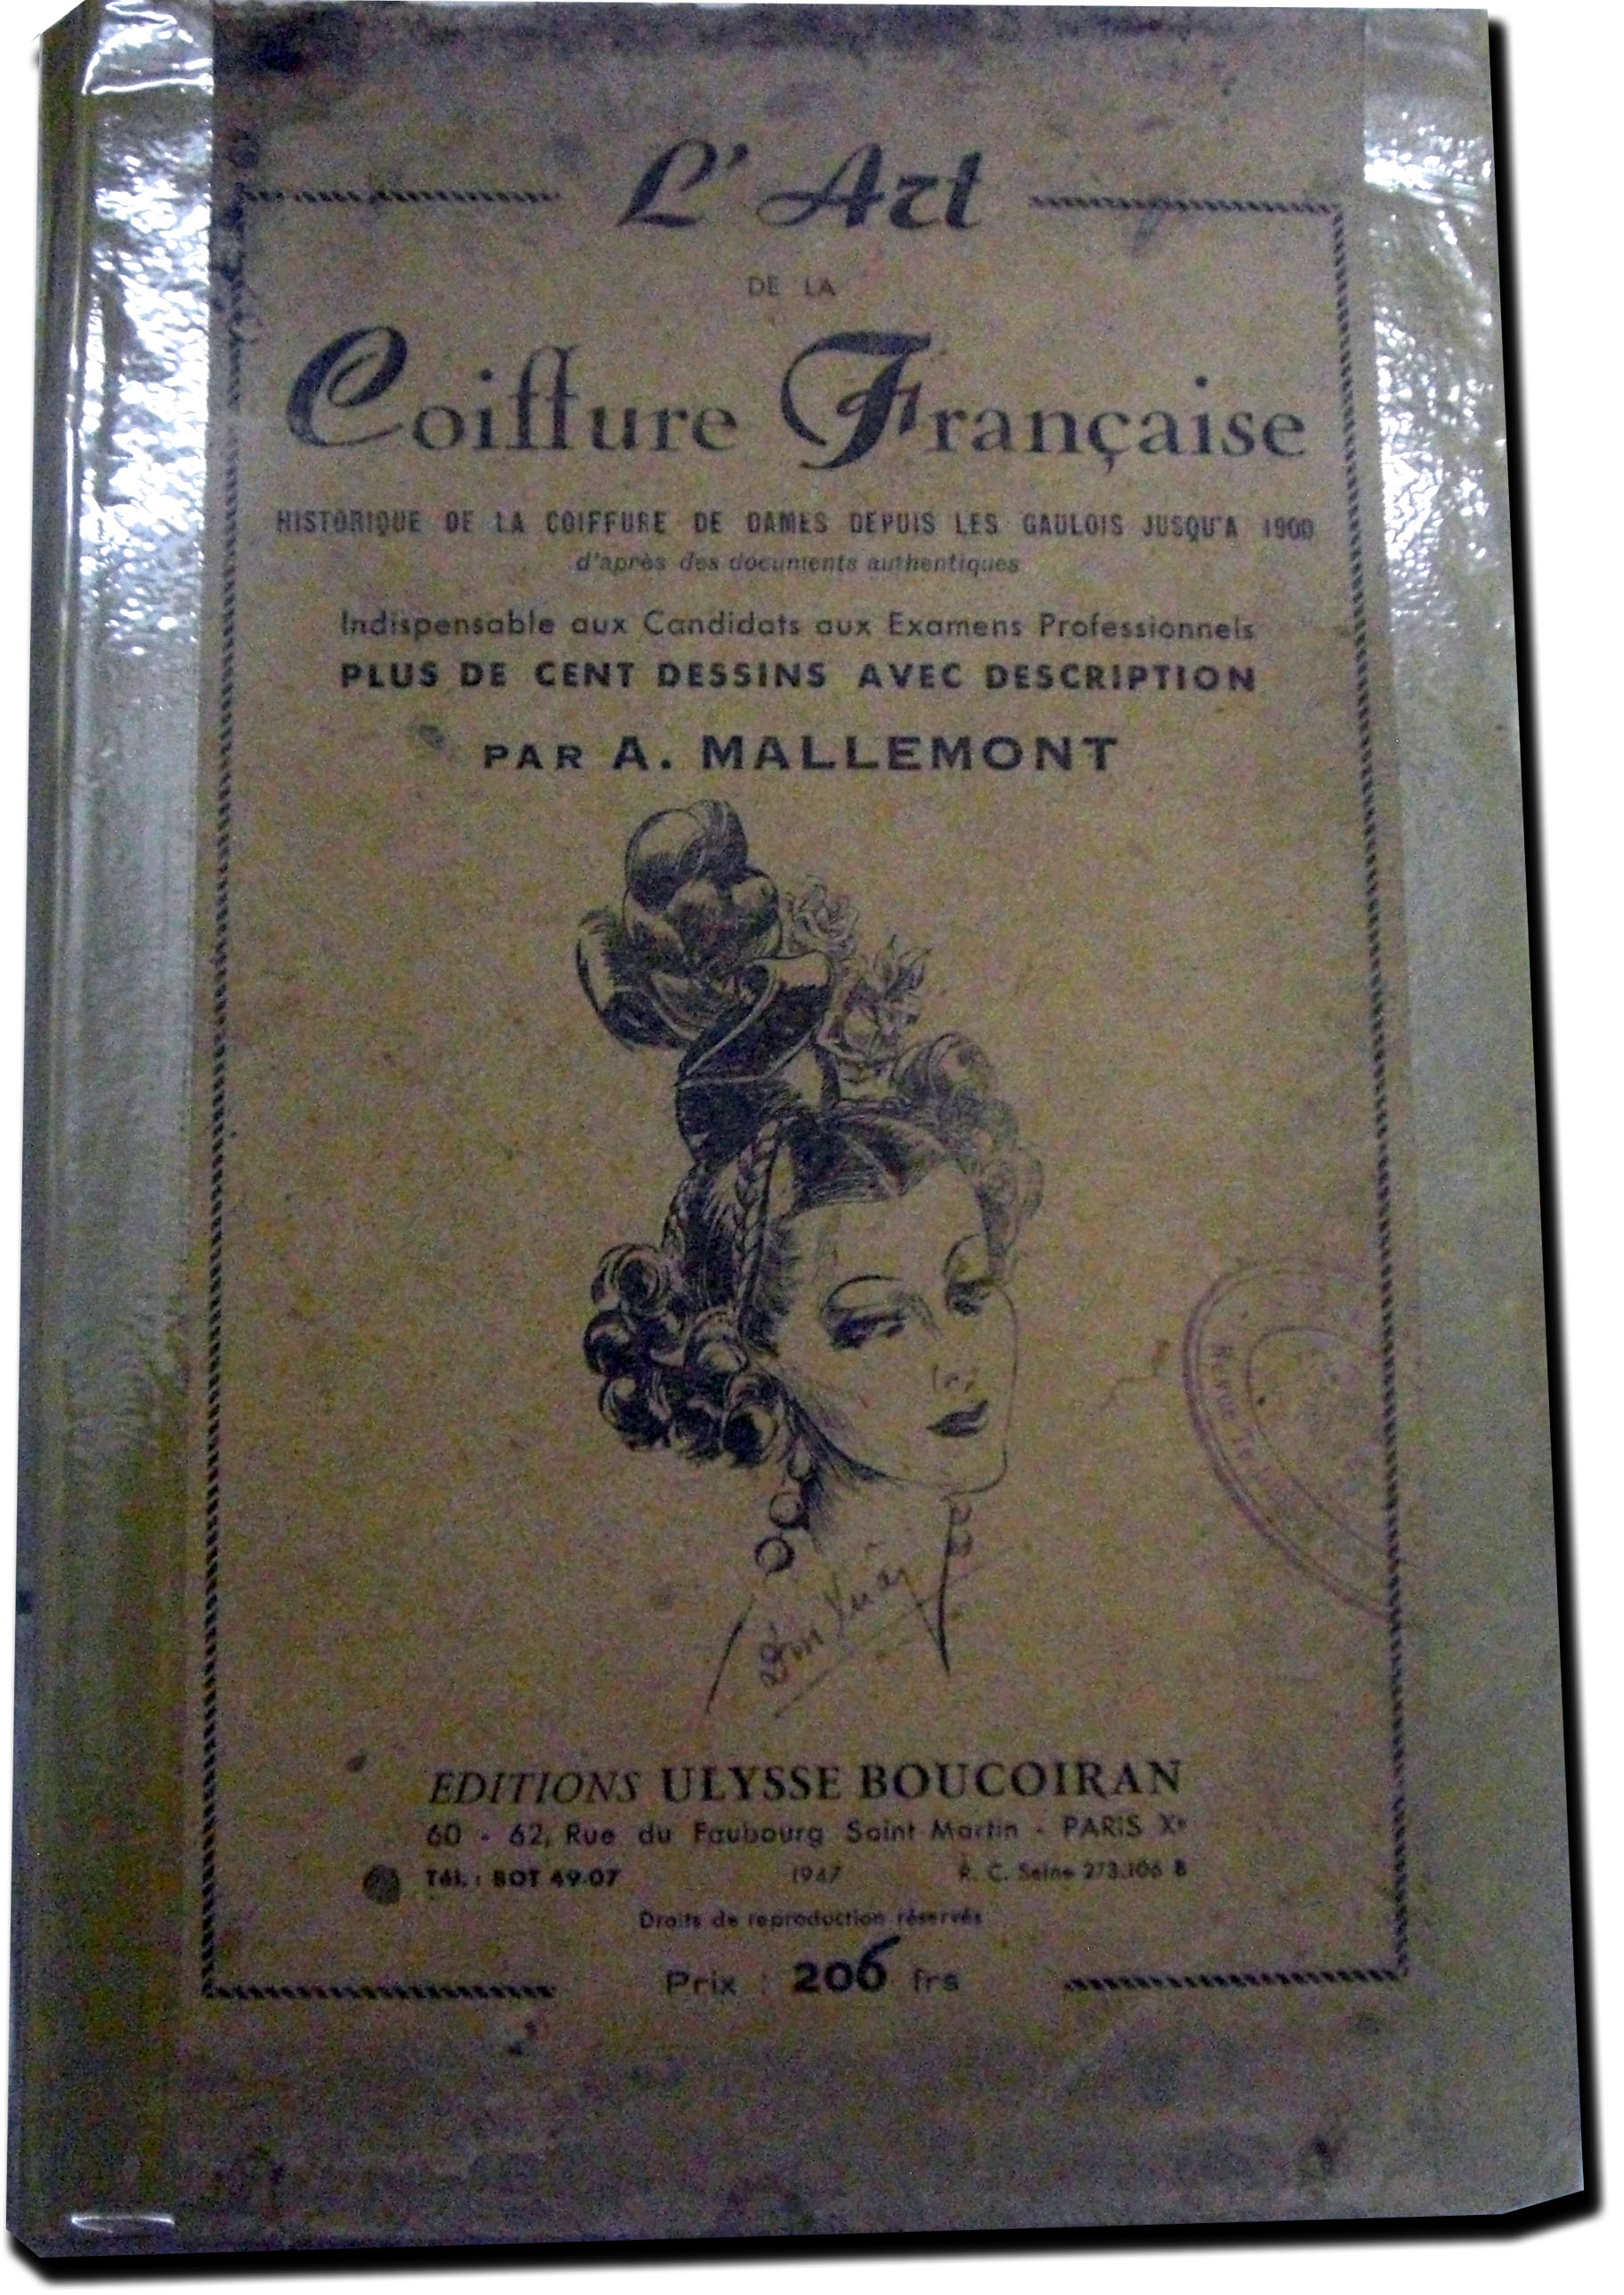 L'Art
DE LA
Coiffure Française
HISTORIQUE DE LA COIFFURE DE DAMES DEPUIS LES GAULOIS JUSQU'A 1900
d'après des documents authentiques
Indispensable aux Candidats aux Examens Professionnels
PLUS DE CENT DESSINS AVEC DESCRIPTION
PAR A. MALLEMONT
EDITIONS ULYSSE BOUCOIRAN
60 - 62, Rue du Faubourg Saint Martin - PARIS Xe
Tél. : BOT 49-07 1947 R. C. Seine 273.106 B
Droits de reproduction réservés
Prix : 206 frs